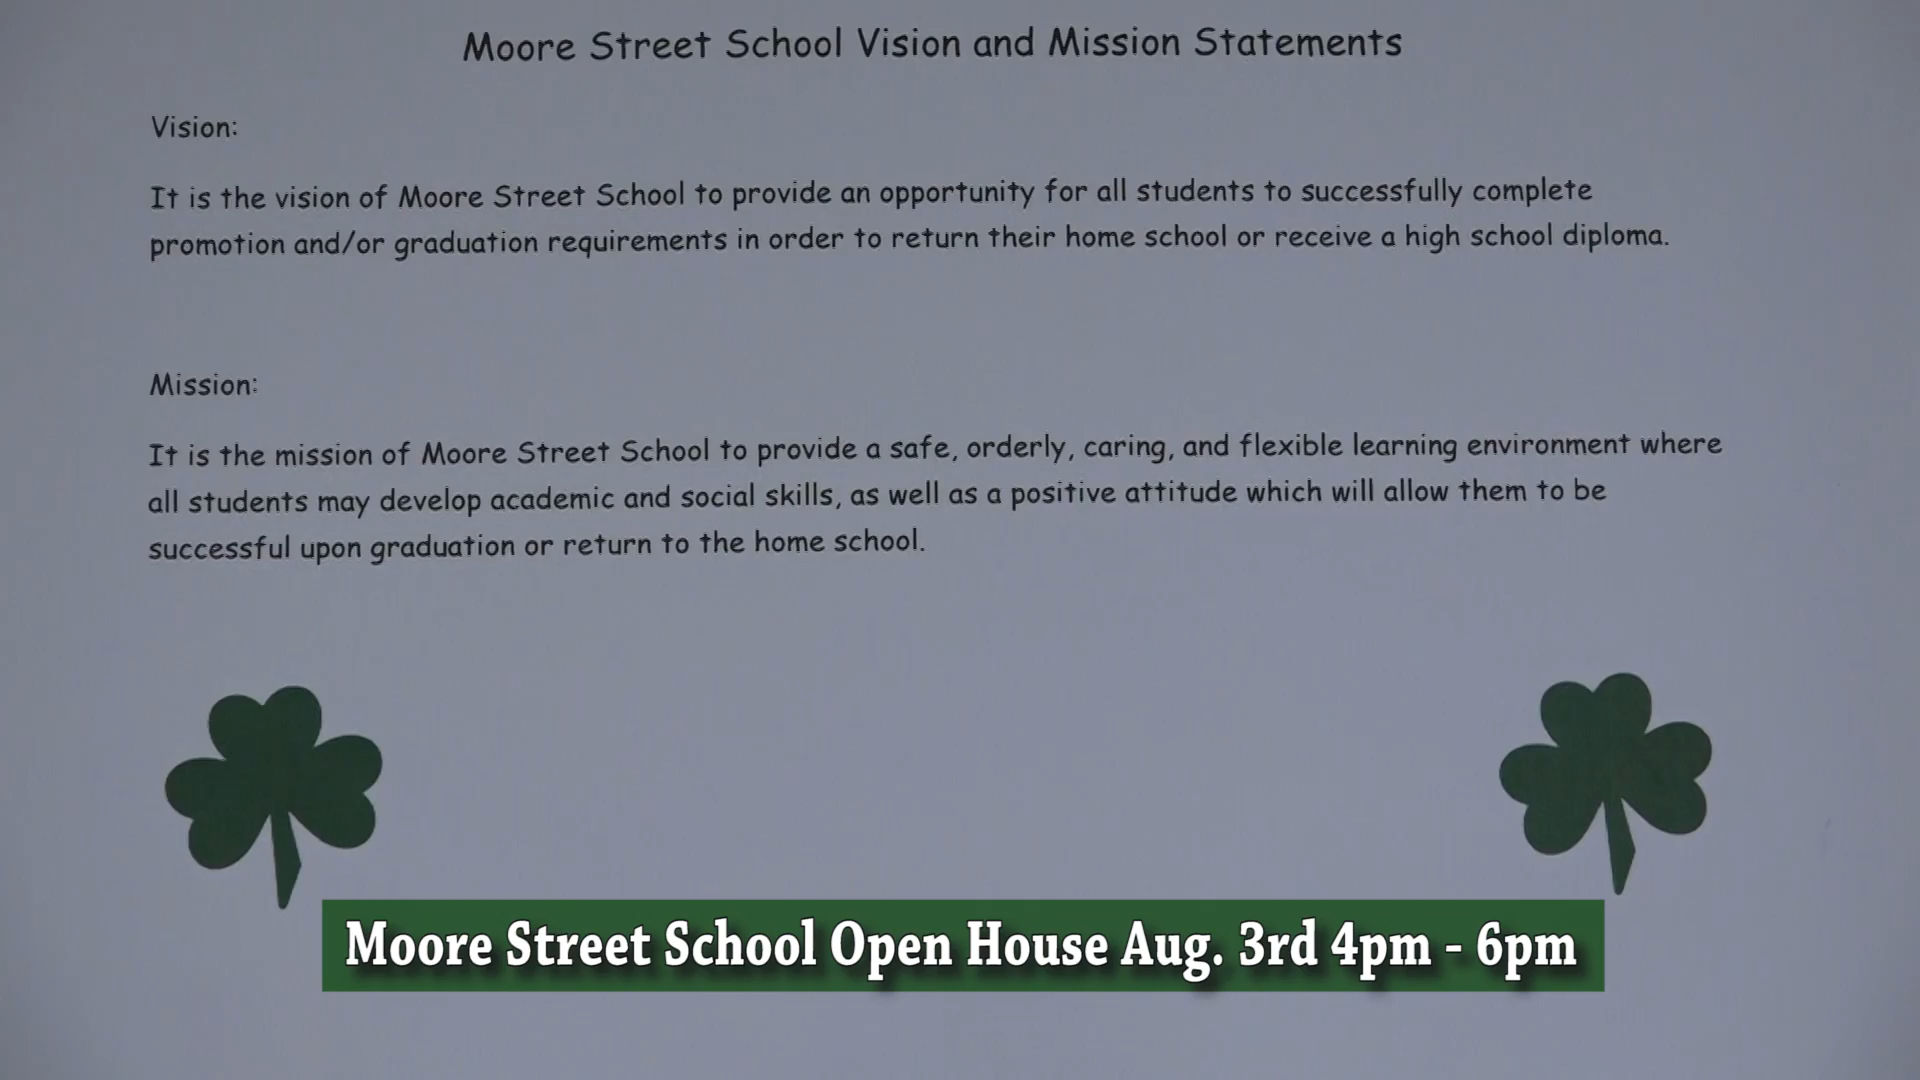 Moore Street School Vision and Mission Statements
Vision:
It is the vision of Moore Street School to provide an opportunity for all students to successfully complete
promotion and/or graduation requirements in order to return their home school or receive a high school diploma.
Mission:
It is the mission of Moore Street School to provide a safe, orderly, caring, and flexible learning environment where
all students may develop academic and social skills, as well as a positive attitude which will allow them to be
successful upon graduation or return to the home school.
Moore Street School Open House Aug. 3rd 4pm - 6pm